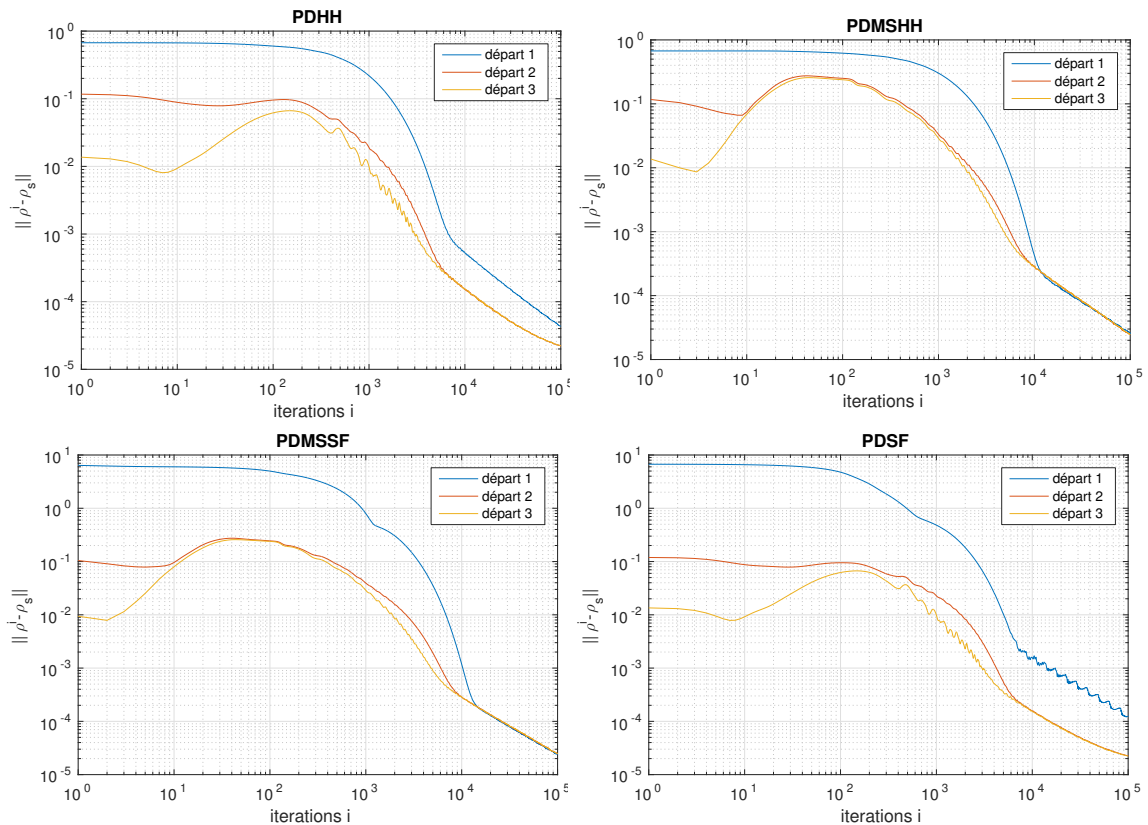 PDHH
10^0
10^-1
10^-2
10^-3
10^-4
10^-5
|| ρ^i - ρ_s ||
départ 1
départ 2
départ 3
10^0 10^1 10^2 10^3 10^4 10^5
iterations i
PDMSHH
10^0
10^-1
10^-2
10^-3
10^-4
10^-5
|| ρ^i - ρ_s ||
départ 1
départ 2
départ 3
10^0 10^1 10^2 10^3 10^4 10^5
iterations i
PDMSSF
10^1
10^0
10^-1
10^-2
10^-3
10^-4
10^-5
|| ρ^i - ρ_s ||
départ 1
départ 2
départ 3
10^0 10^1 10^2 10^3 10^4 10^5
iterations i
PDSF
10^1
10^0
10^-1
10^-2
10^-3
10^-4
10^-5
|| ρ^i - ρ_s ||
départ 1
départ 2
départ 3
10^0 10^1 10^2 10^3 10^4 10^5
iterations i